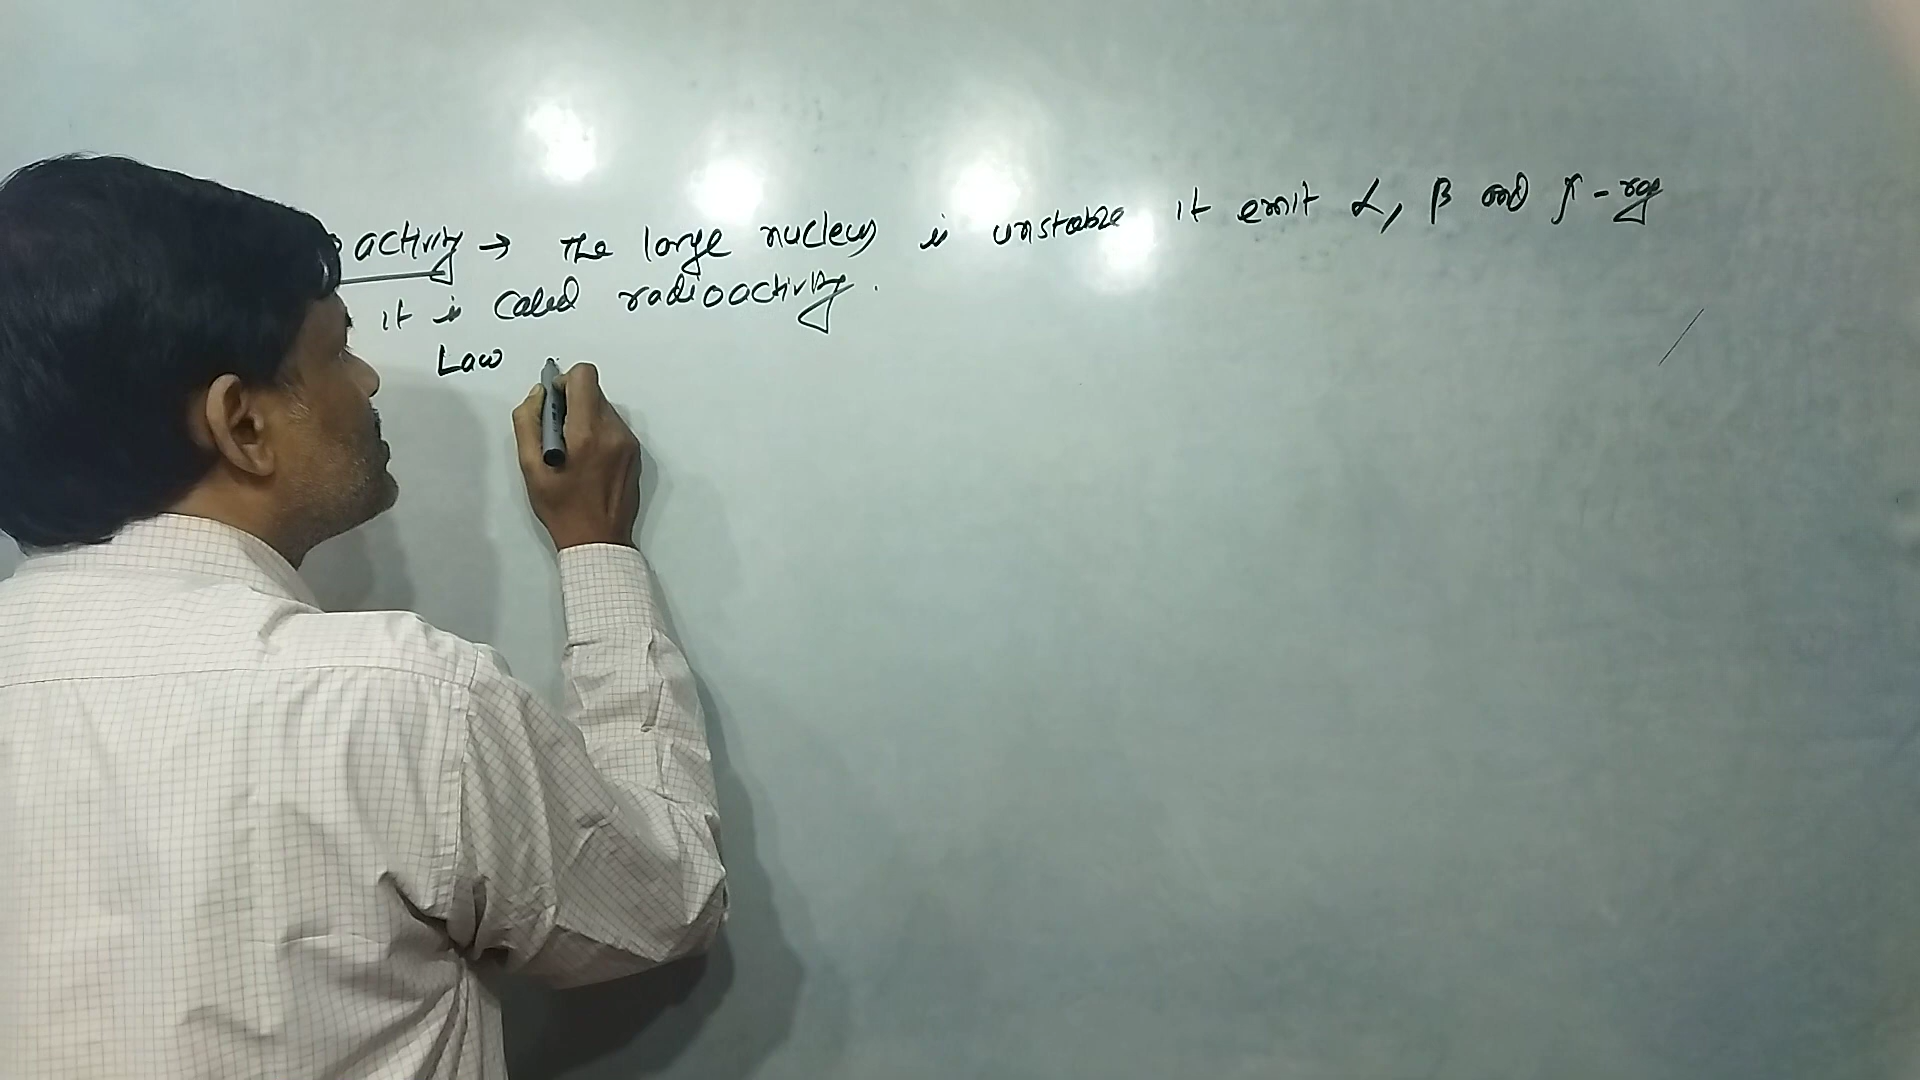 activity → The large nucleus is unstable it emit α, β and γ-ray
it is called radioactivity.
Law